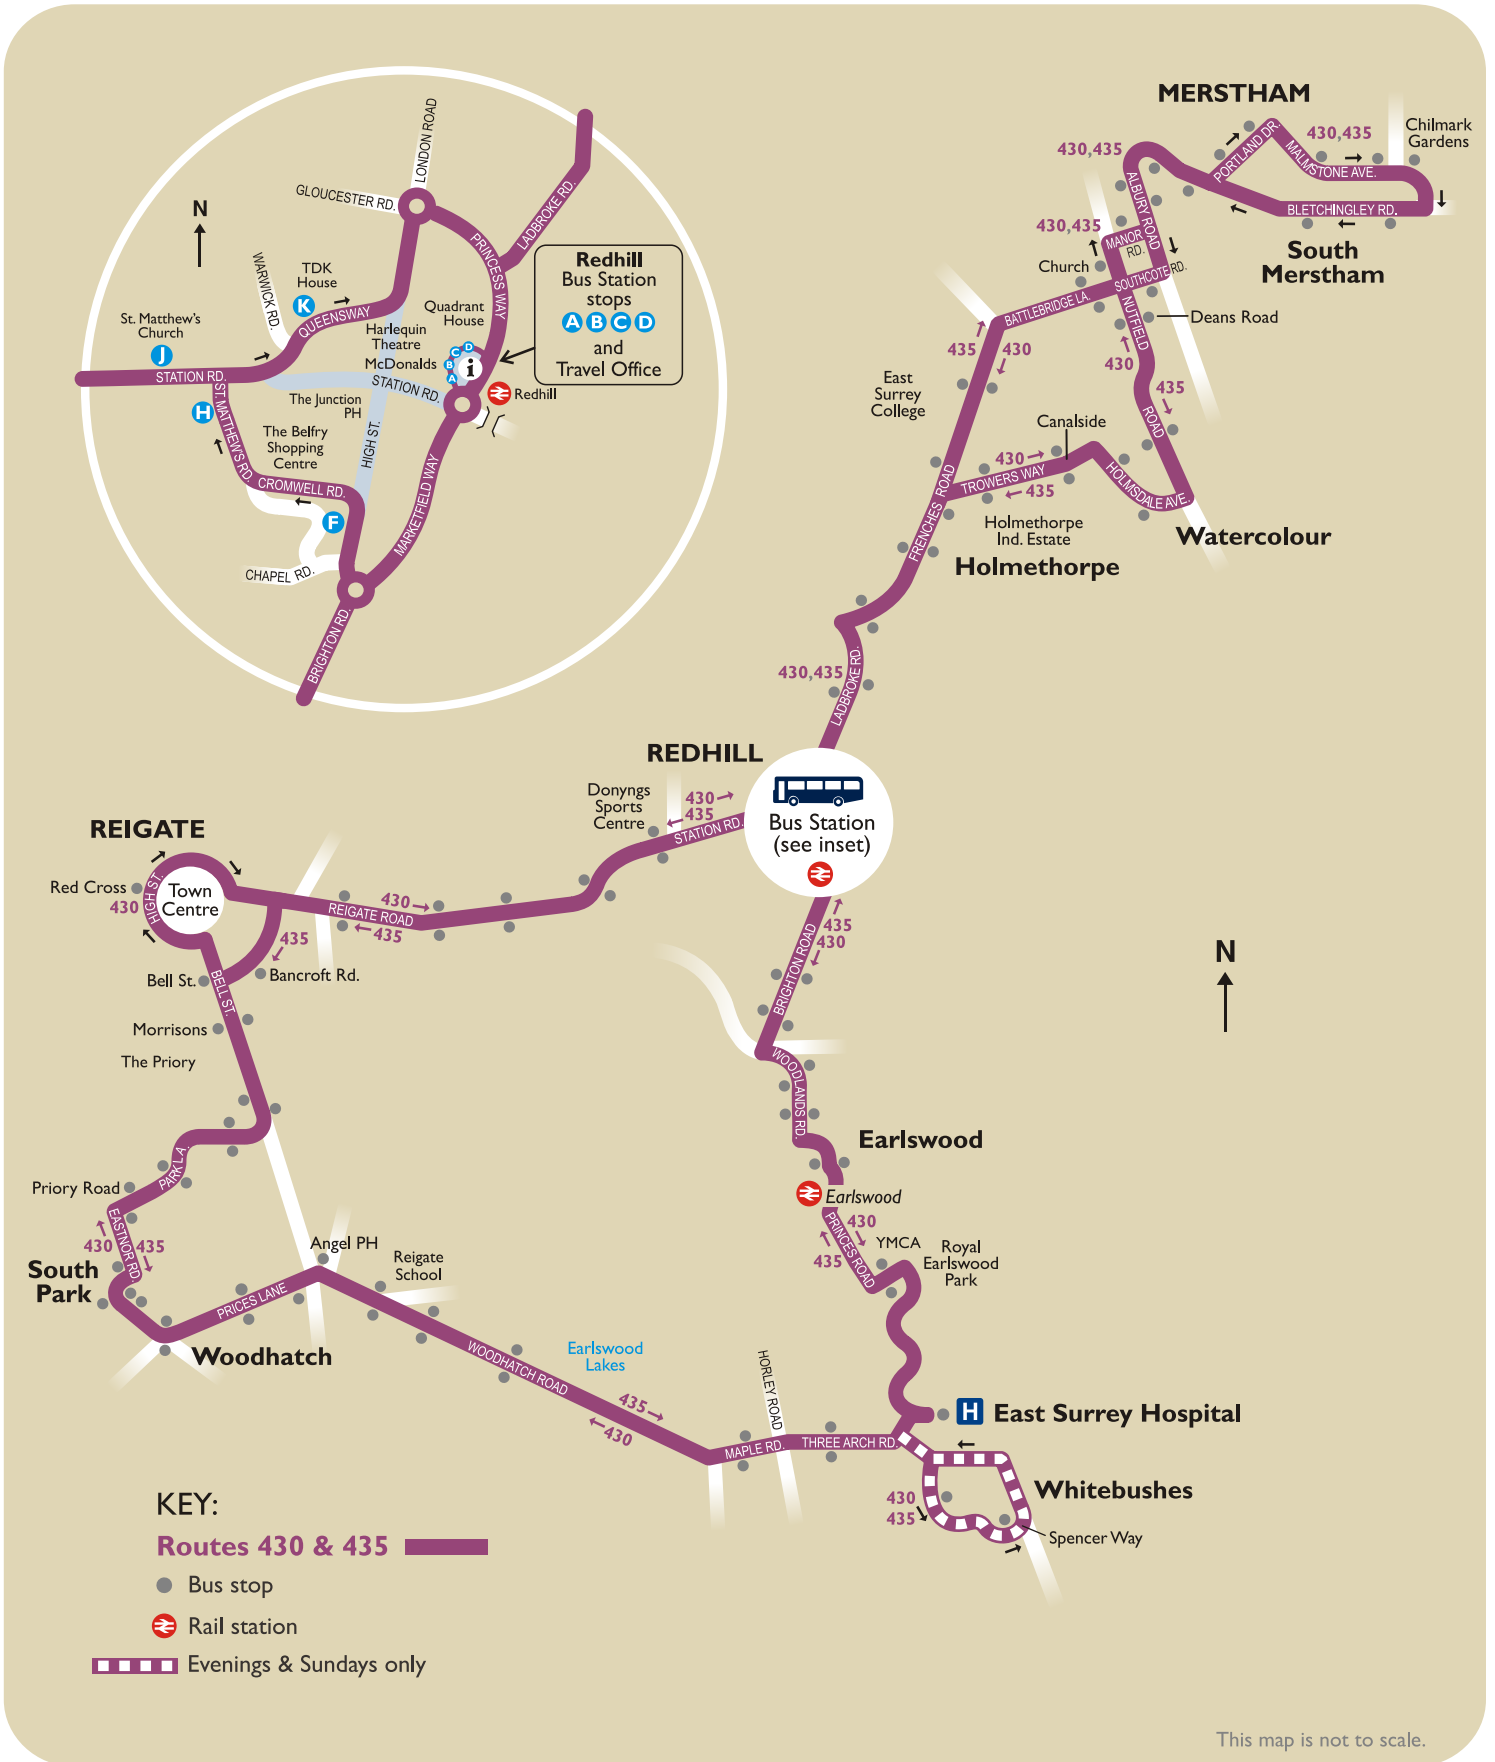 MERSTHAM
430,435
Chilmark
Gardens
PORTLAND DR.
MALMSTONE AVE.
430,435
BLETCHINGLEY RD.
South
Merstham
ALBURY ROAD
430,435
MANOR
RD.
Church
SOUTHCOTE RD.
BATTLEBRIDGE LA.
NUTFIELD
ROAD
Deans Road
435
430
430
435
East
Surrey
College
Canalside
430
TROWERS WAY
435
HOLMSDALE AVE.
FRENCHES ROAD
Holmethorpe
Ind. Estate
Watercolour
Holmethorpe
430,435
LADBROKE RD.
N
LONDON ROAD
GLOUCESTER RD.
WARWICK RD.
TDK
House
K
QUEENSWAY
PRINCESS WAY
LADBROKE RD.
Redhill
Bus Station
stops
A B C D
and
Travel Office
St. Matthew's
Church
J
Quadrant
House
Harlequin
Theatre
McDonalds
A
B
C
D
i
STATION RD.
STATION RD.
Redhill
H
ST. MATTHEW'S RD.
The Junction
PH
The Belfry
Shopping
Centre
HIGH ST.
CROMWELL RD.
F
MARKETFIELD WAY
CHAPEL RD.
BRIGHTON RD.
REDHILL
Donyngs
Sports
Centre
430
435
STATION RD.
Bus Station
(see inset)
REIGATE
Red Cross
430
HIGH ST.
Town
Centre
430
REIGATE ROAD
435
435
Bell St.
Bancroft Rd.
BELL ST.
Morrisons
The Priory
435
430
BRIGHTON ROAD
N
WOODLANDS RD.
Earlswood
Earlswood
PARK LA.
Priory Road
EASTNOR RD.
430
435
South
Park
PRICES LANE
Woodhatch
Angel PH
Reigate
School
WOODHATCH ROAD
Earlswood
Lakes
435
430
PRINCES ROAD
430
435
YMCA
Royal
Earlswood
Park
HORLEY ROAD
MAPLE RD.
THREE ARCH RD.
H
East Surrey Hospital
Whitebushes
430
435
Spencer Way
KEY:
Routes 430 & 435
Bus stop
Rail station
Evenings & Sundays only
This map is not to scale.